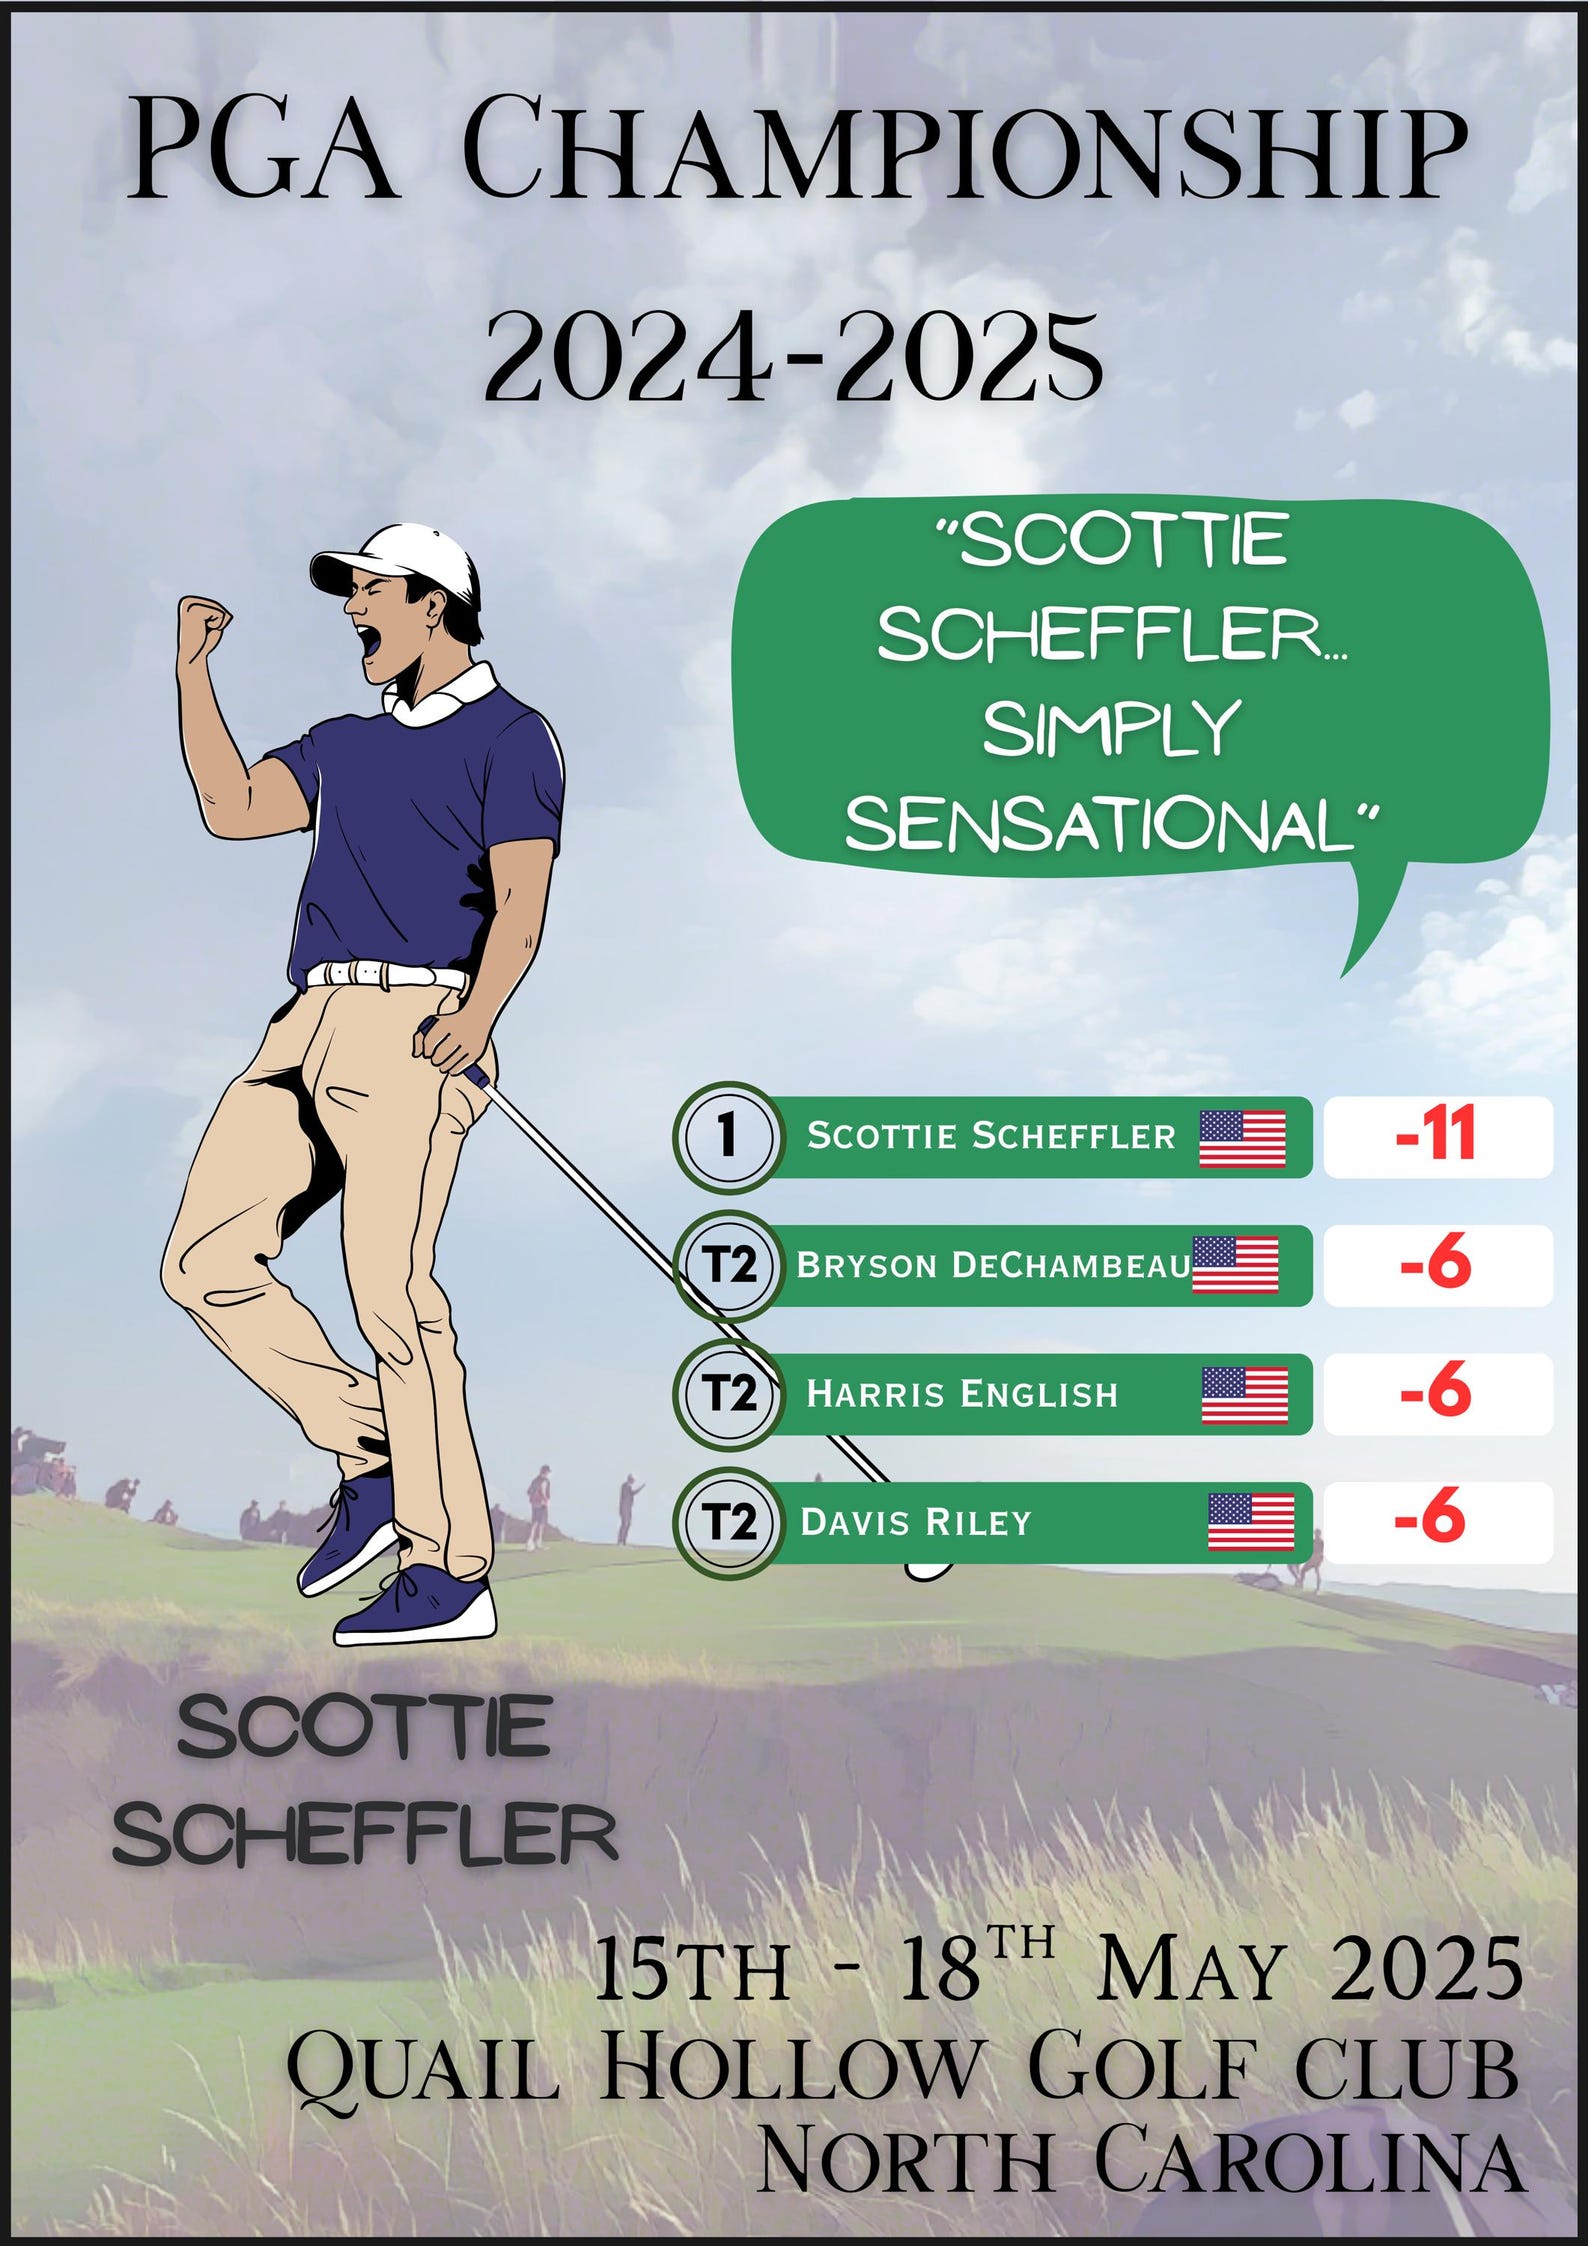 PGA Championship
2024-2025
"SCOTTIE
SCHEFFLER...
SIMPLY
SENSATIONAL"
1 Scottie Scheffler -11
T2 Bryson DeChambeau -6
T2 Harris English -6
T2 Davis Riley -6
SCOTTIE
SCHEFFLER
15th - 18th May 2025
Quail Hollow Golf club
North Carolina